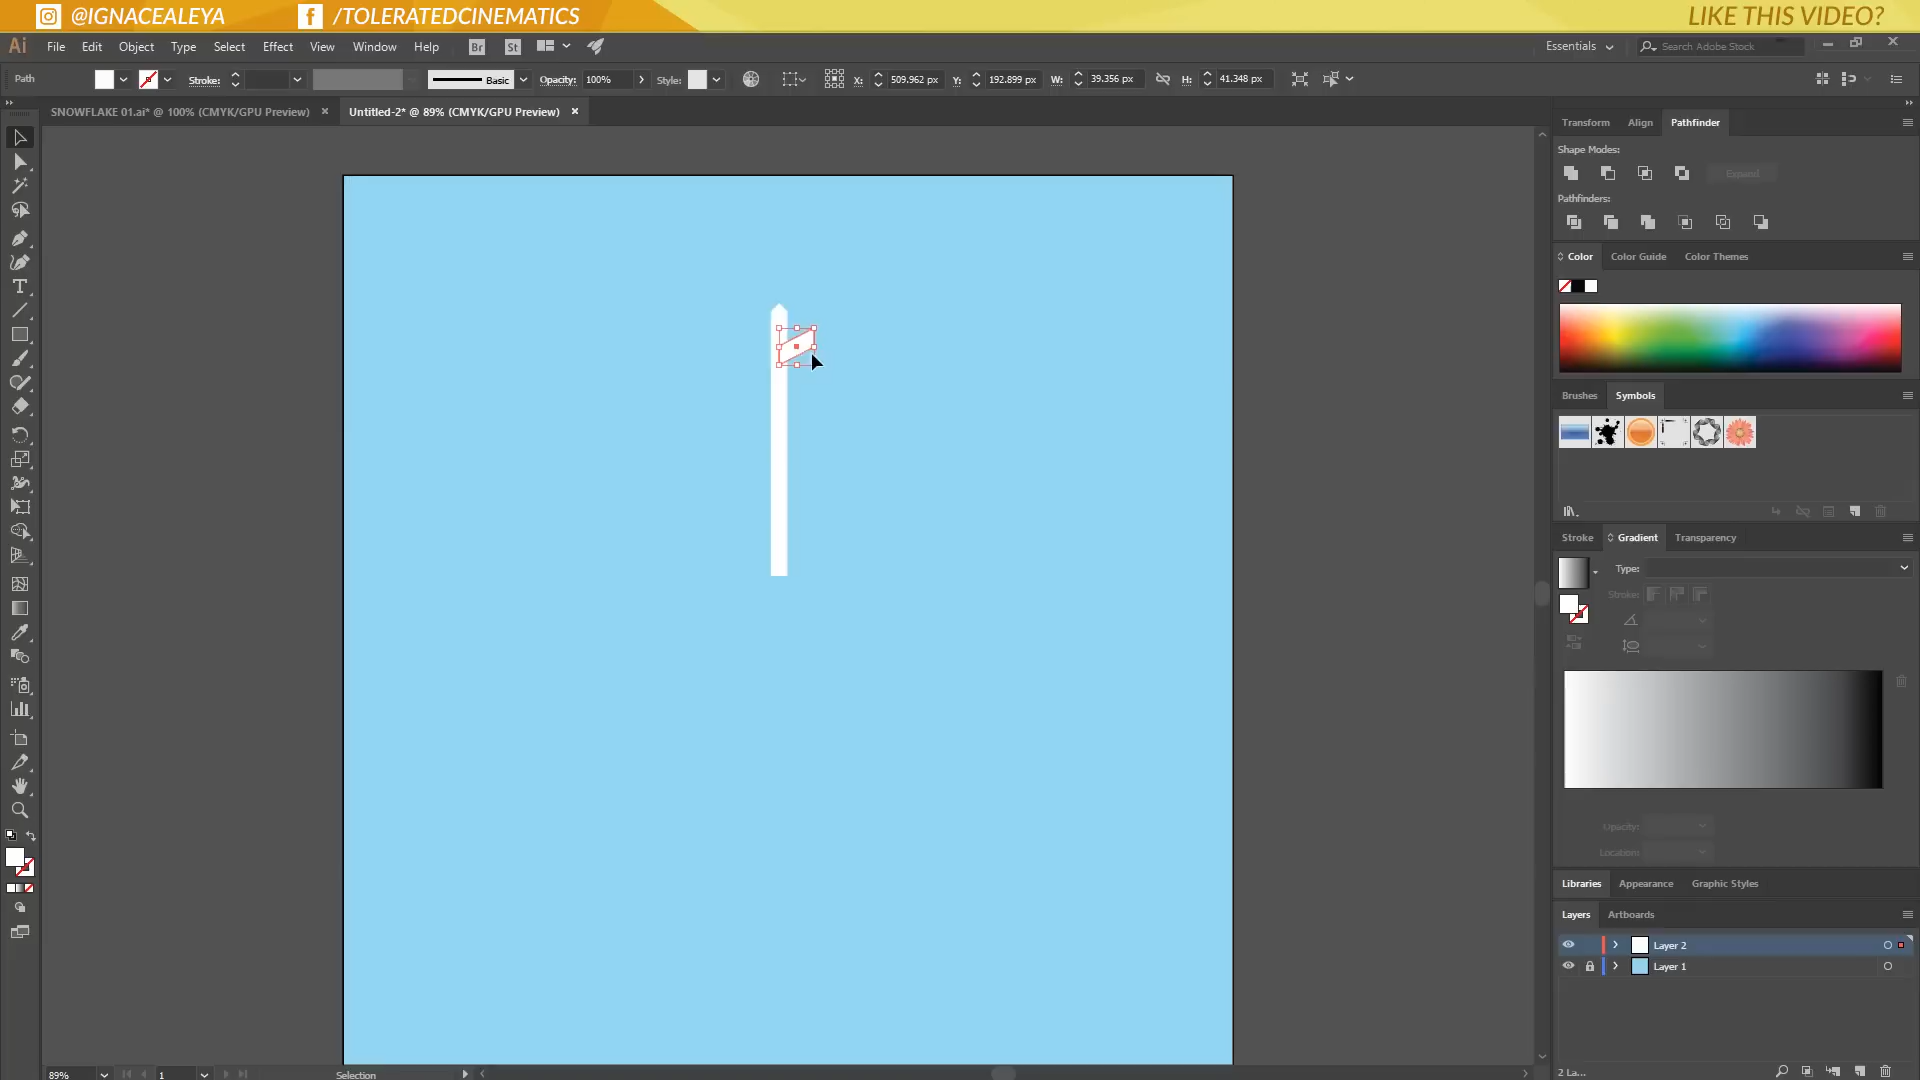 @IGNACEALEYA
/TOLERATEDCINEMATICS
LIKE THIS VIDEO?
Ai File Edit Object Type Select Effect View Window Help Br St Essentials Search Adobe Stock
Path Stroke: Basic Opacity: 100% Style: X: 509.962 px Y: 192.899 px W: 39.356 px H: 41.348 px
SNOWFLAKE 01.ai* @ 100% (CMYK/GPU Preview) Untitled-2* @ 89% (CMYK/GPU Preview)
Transform Align Pathfinder
Shape Modes:
Expand
Pathfinders:
Color Color Guide Color Themes
Brushes Symbols
Stroke Gradient Transparency
Type:
Stroke:
Opacity:
Location:
Libraries Appearance Graphic Styles
Layers Artboards
Layer 2
Layer 1
89% 1 Selection 2 La...